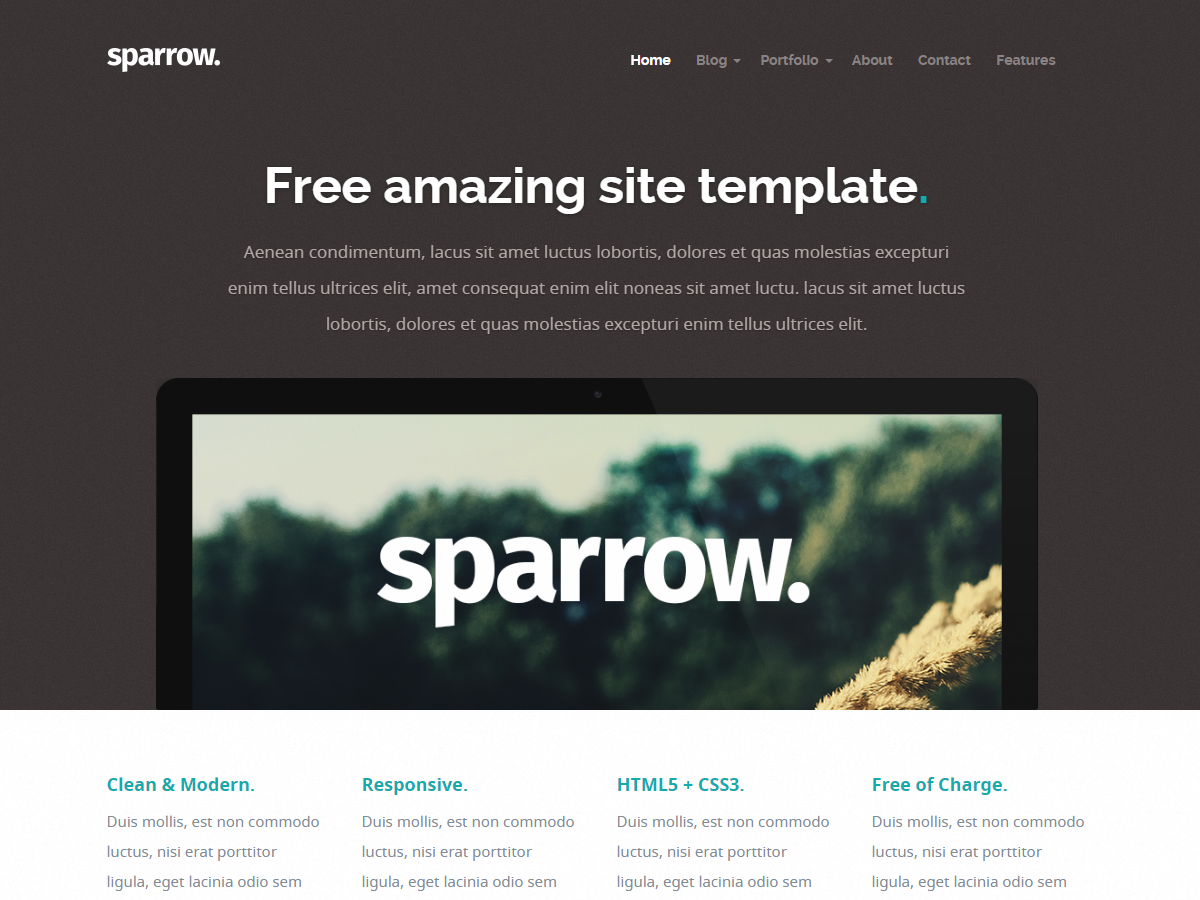 sparrow.
Home Blog Portfolio About Contact Features
Free amazing site template.
Aenean condimentum, lacus sit amet luctus lobortis, dolores et quas molestias excepturi
enim tellus ultrices elit, amet consequat enim elit noneas sit amet luctu. lacus sit amet luctus
lobortis, dolores et quas molestias excepturi enim tellus ultrices elit.
sparrow.
Clean & Modern.
Duis mollis, est non commodo
luctus, nisi erat porttitor
ligula, eget lacinia odio sem
Responsive.
Duis mollis, est non commodo
luctus, nisi erat porttitor
ligula, eget lacinia odio sem
HTML5 + CSS3.
Duis mollis, est non commodo
luctus, nisi erat porttitor
ligula, eget lacinia odio sem
Free of Charge.
Duis mollis, est non commodo
luctus, nisi erat porttitor
ligula, eget lacinia odio sem